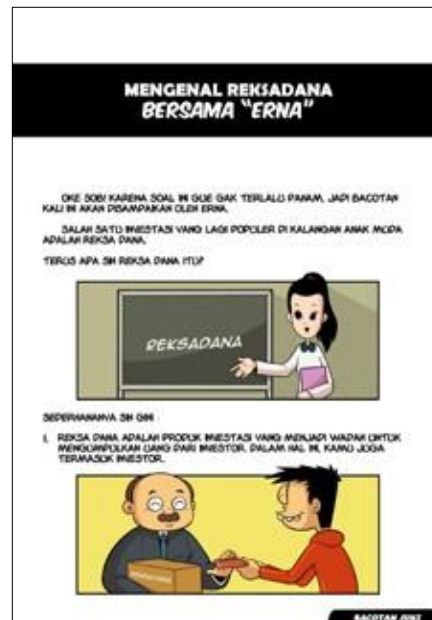 MENGENAL REKSADANA
BERSAMA "ERNA"
OKE SOB! KARENA SOAL INI GUE GAK TERLALU PAHAM, JADI BACOTAN
KALI INI AKAN DISAMPAIKAN OLEH ERNA.
SALAH SATU INVESTASI YANG LAGI POPULER DI KALANGAN ANAK MUDA
ADALAH REKSA DANA.
TERUS APA SIH REKSA DANA ITU?
REKSADANA
SEDERHANANYA SIH GINI :
1. REKSA DANA ADALAH PRODUK INVESTASI YANG MENJADI WADAH UNTUK
MENGUMPULKAN UANG DARI INVESTOR. DALAM HAL INI, KAMU JUGA
TERMASUK INVESTOR.
BACOTAN